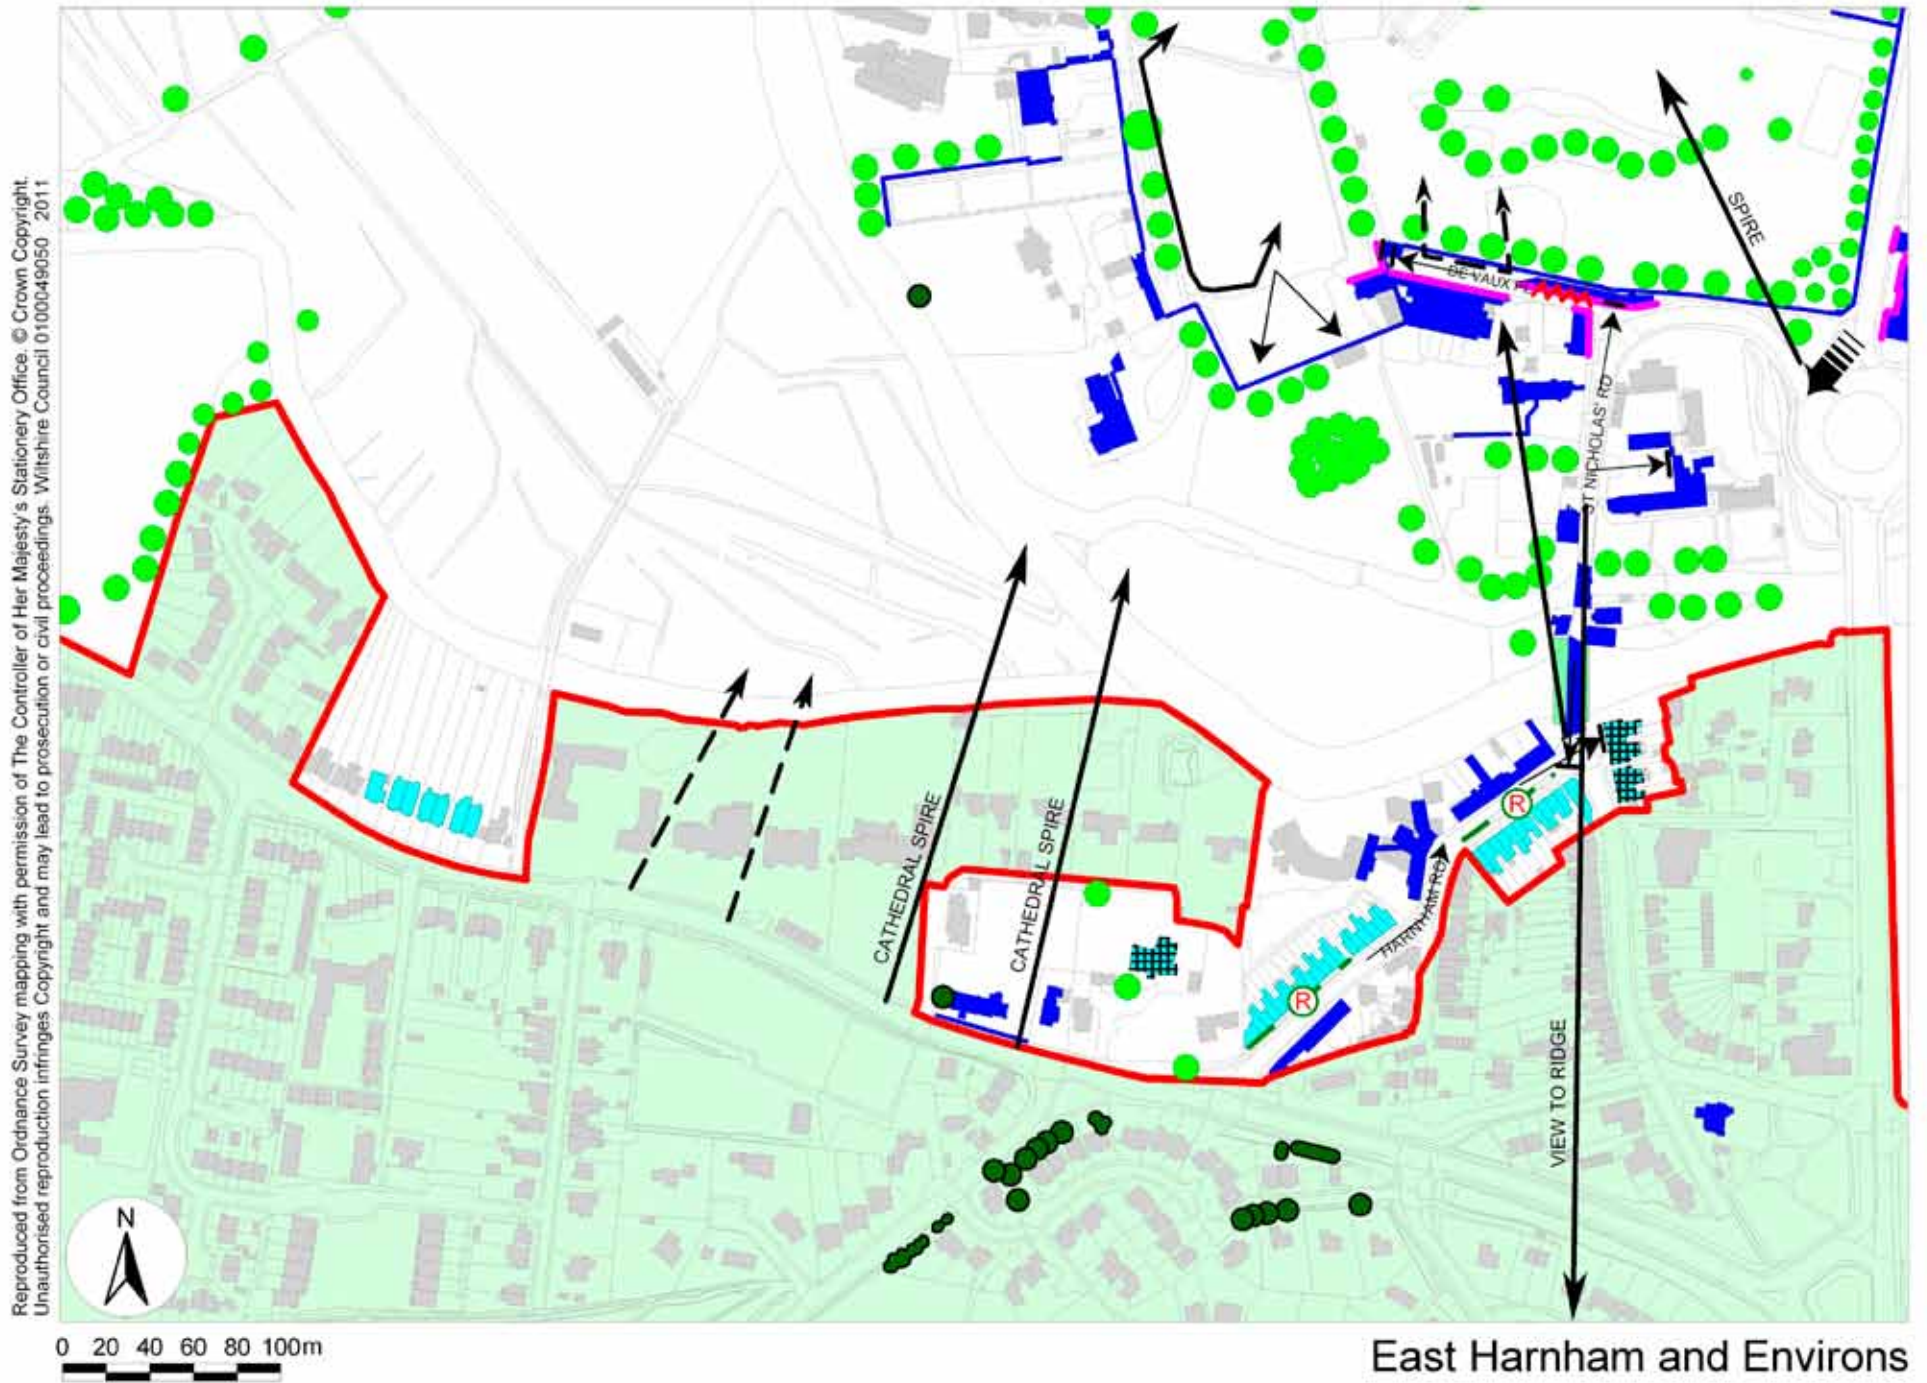 Reproduced from Ordnance Survey mapping with permission of The Controller of Her Majesty's Stationery Office. © Crown Copyright.
Unauthorised reproduction infringes Copyright and may lead to prosecution or civil proceedings. Wiltshire Council 0100049050 2011
SPIRE
DE VAUX
ST NICHOLAS' RD
CATHEDRAL SPIRE
CATHEDRAL SPIRE
R
R
HARNHAM RD
VIEW TO RIDGE
N
0 20 40 60 80 100m
East Harnham and Environs